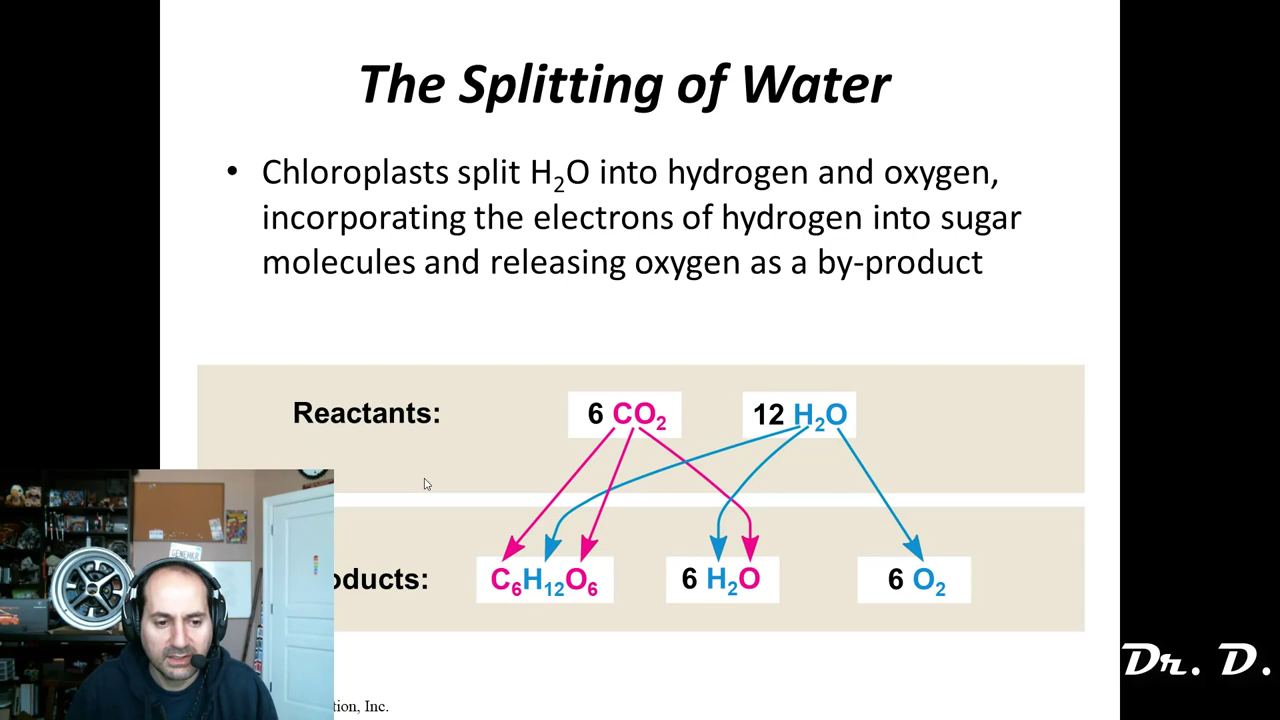 The Splitting of Water
• Chloroplasts split H₂O into hydrogen and oxygen,
incorporating the electrons of hydrogen into sugar
molecules and releasing oxygen as a by-product
Reactants: 6 CO₂ 12 H₂O
oducts: C₆H₁₂O₆ 6 H₂O 6 O₂
Dr. D.
tion, Inc.